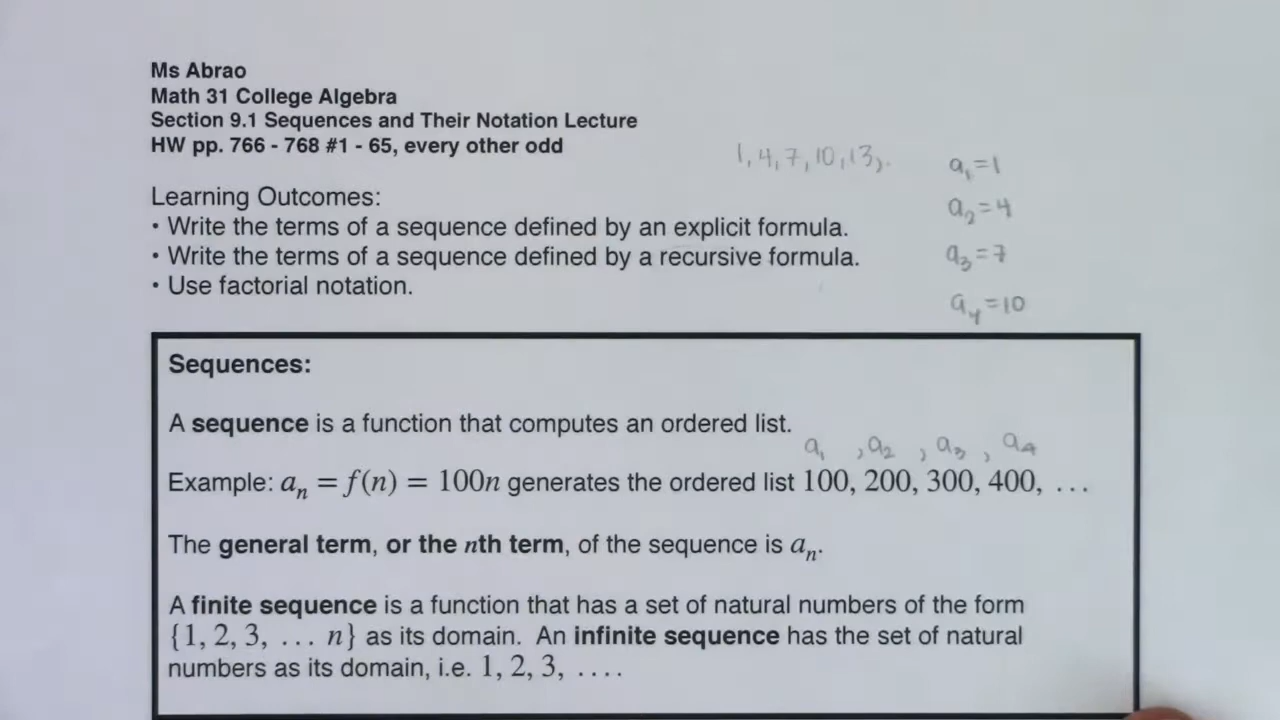 Ms Abrao
Math 31 College Algebra
Section 9.1 Sequences and Their Notation Lecture
HW pp. 766 - 768 #1 - 65, every other odd
1, 4, 7, 10, 13, .
a₁ = 1
Learning Outcomes:
a₂ = 4
• Write the terms of a sequence defined by an explicit formula.
• Write the terms of a sequence defined by a recursive formula.
a₃ = 7
• Use factorial notation.
a₄ = 10
Sequences:
A sequence is a function that computes an ordered list.
a₁ , a₂ , a₃ , a₄
Example: aₙ = f(n) = 100n generates the ordered list 100, 200, 300, 400, …
The general term, or the nth term, of the sequence is aₙ.
A finite sequence is a function that has a set of natural numbers of the form
{1, 2, 3, … n} as its domain. An infinite sequence has the set of natural
numbers as its domain, i.e. 1, 2, 3, ….